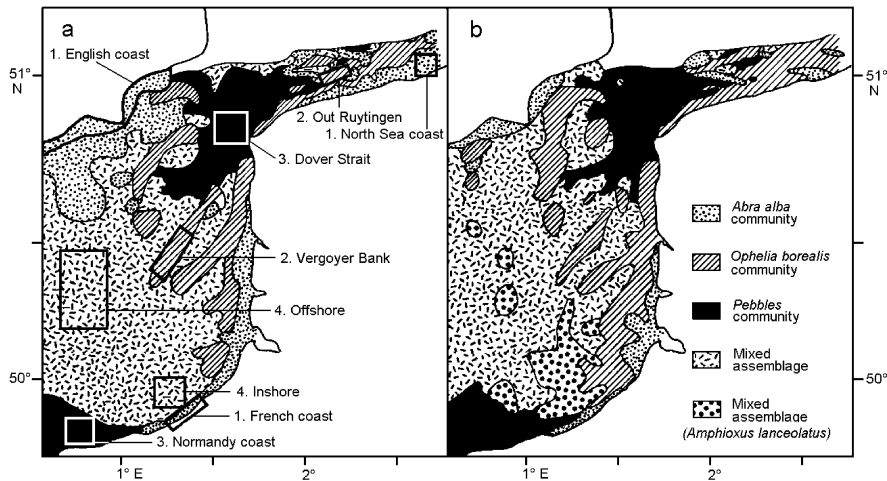 a
1. English coast
51°
N
2. Out Ruytingen
1. North Sea coast
3. Dover Strait
2. Vergoyer Bank
4. Offshore
50°
4. Inshore
1. French coast
3. Normandy coast
1° E
2°
b
51°
N
Abra alba
community
Ophelia borealis
community
Pebbles
community
Mixed
assemblage
Mixed
assemblage
(Amphioxus lanceolatus)
50°
1° E
2°